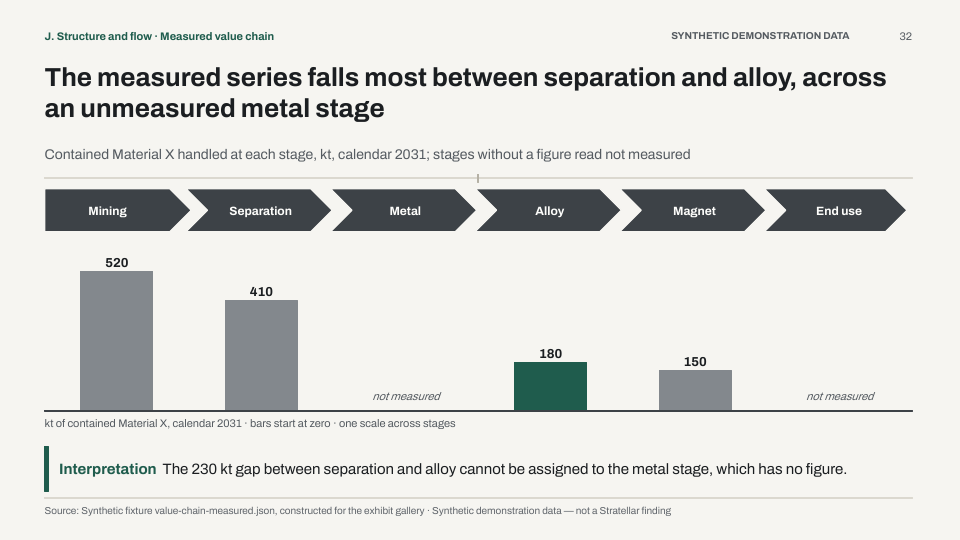 J. Structure and flow · Measured value chain
SYNTHETIC DEMONSTRATION DATA
32
The measured series falls most between separation and alloy, across
an unmeasured metal stage
Contained Material X handled at each stage, kt, calendar 2031; stages without a figure read not measured
Mining
Separation
Metal
Alloy
Magnet
End use
520
410
not measured
180
150
not measured
kt of contained Material X, calendar 2031 · bars start at zero · one scale across stages
Interpretation The 230 kt gap between separation and alloy cannot be assigned to the metal stage, which has no figure.
Source: Synthetic fixture value-chain-measured.json, constructed for the exhibit gallery · Synthetic demonstration data — not a Stratellar finding